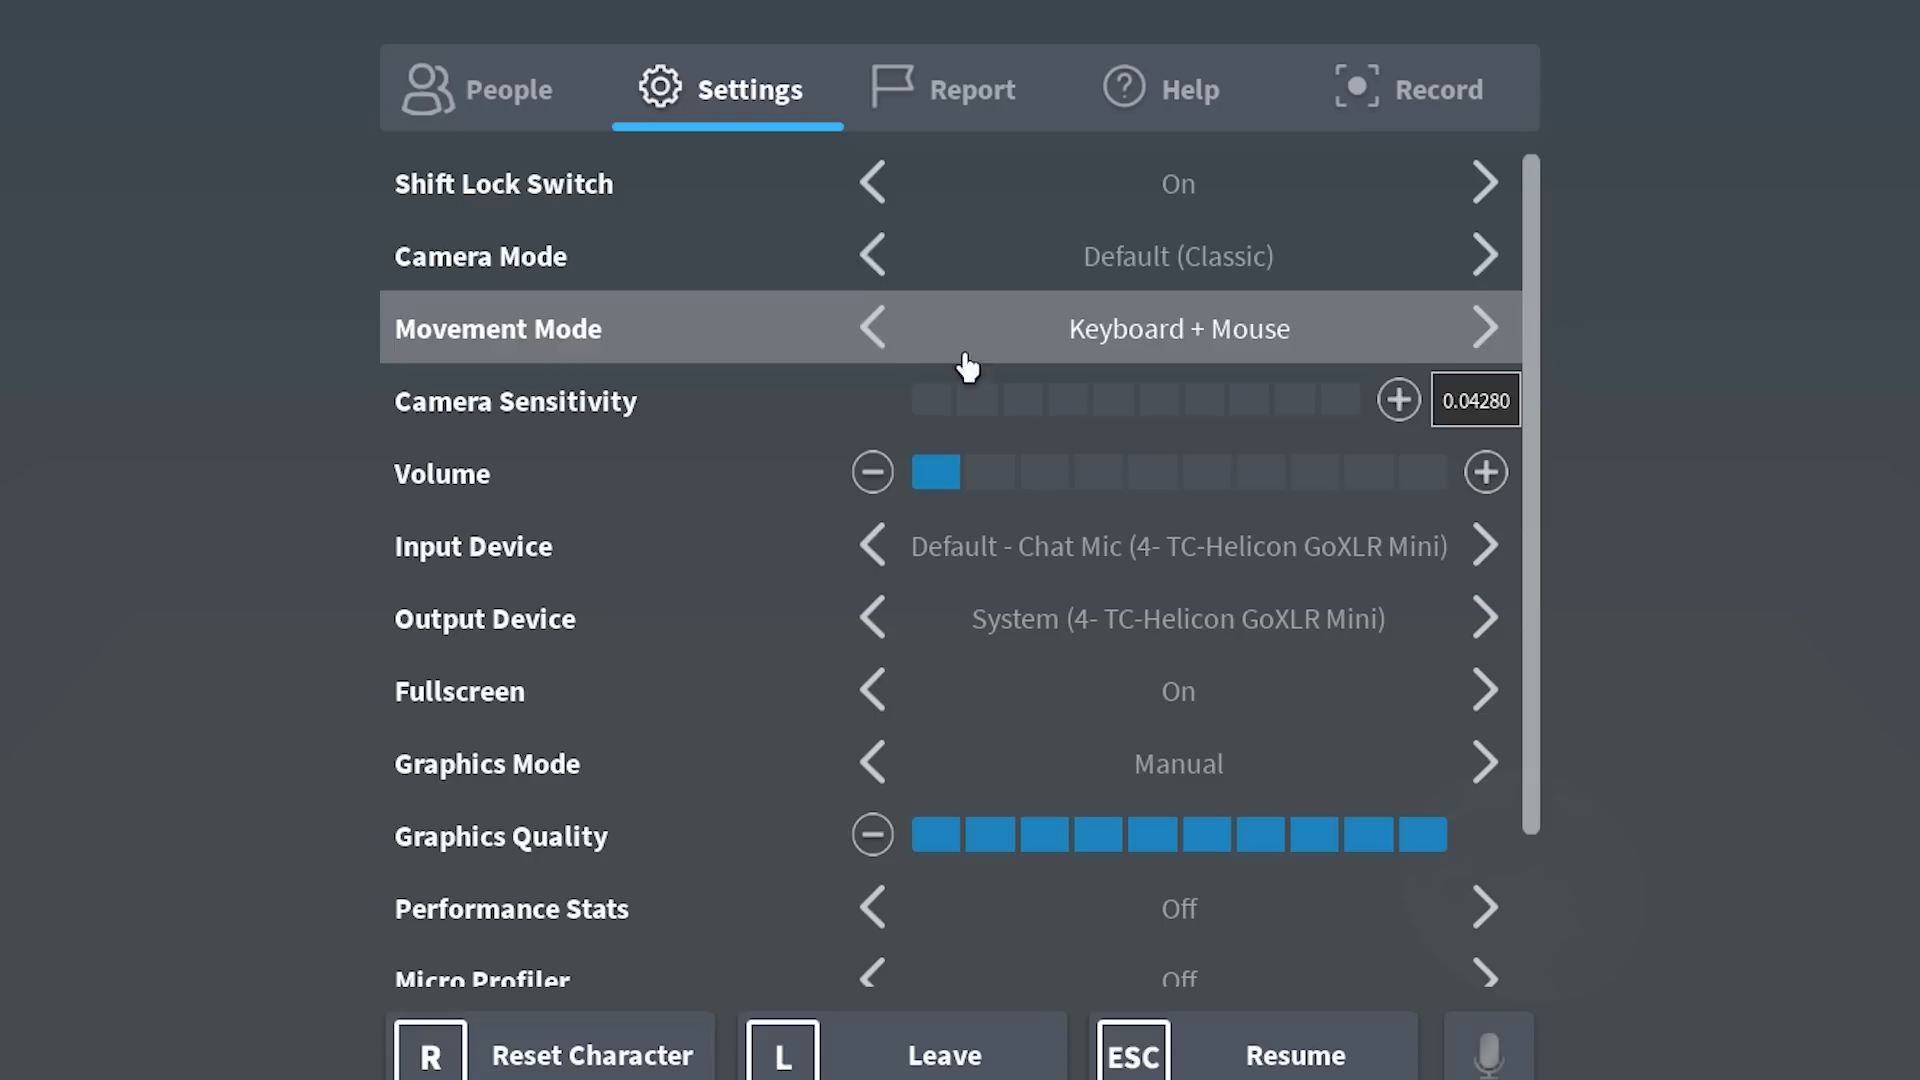 People Settings Report Help Record
Shift Lock Switch On
Camera Mode Default (Classic)
Movement Mode Keyboard + Mouse
Camera Sensitivity 0.04280
Volume
Input Device Default - Chat Mic (4- TC-Helicon GoXLR Mini)
Output Device System (4- TC-Helicon GoXLR Mini)
Fullscreen On
Graphics Mode Manual
Graphics Quality
Performance Stats Off
Micro Profiler Off
R Reset Character L Leave ESC Resume